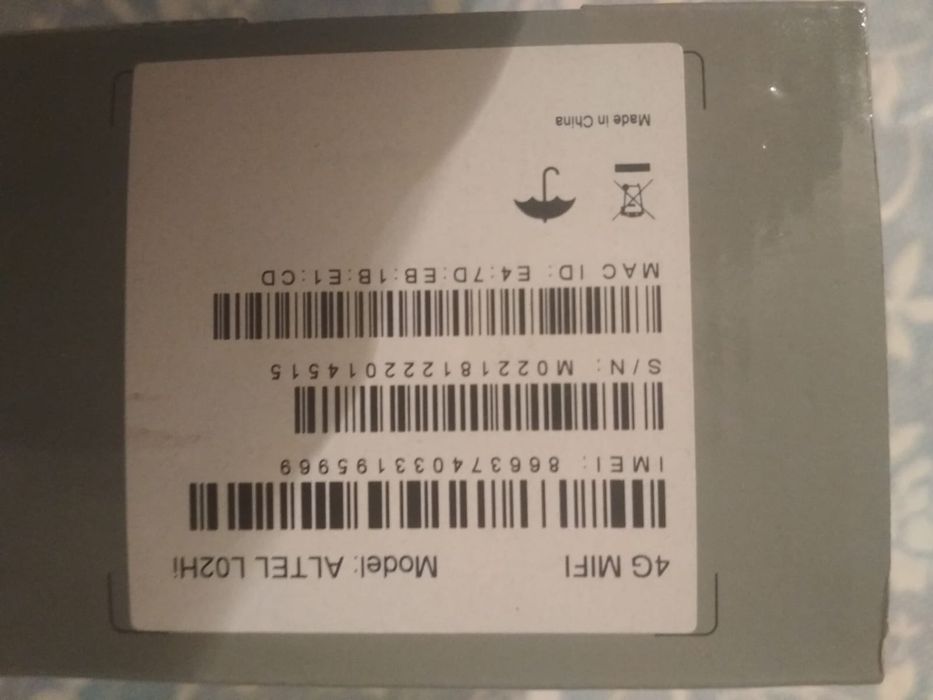 4G MIFI Model: ALTEL L02Hi
IMEI: 866374033195969
S/N: M022181222014515
MAC ID: E4:7D:EB:1B:E1:CD
Made in China